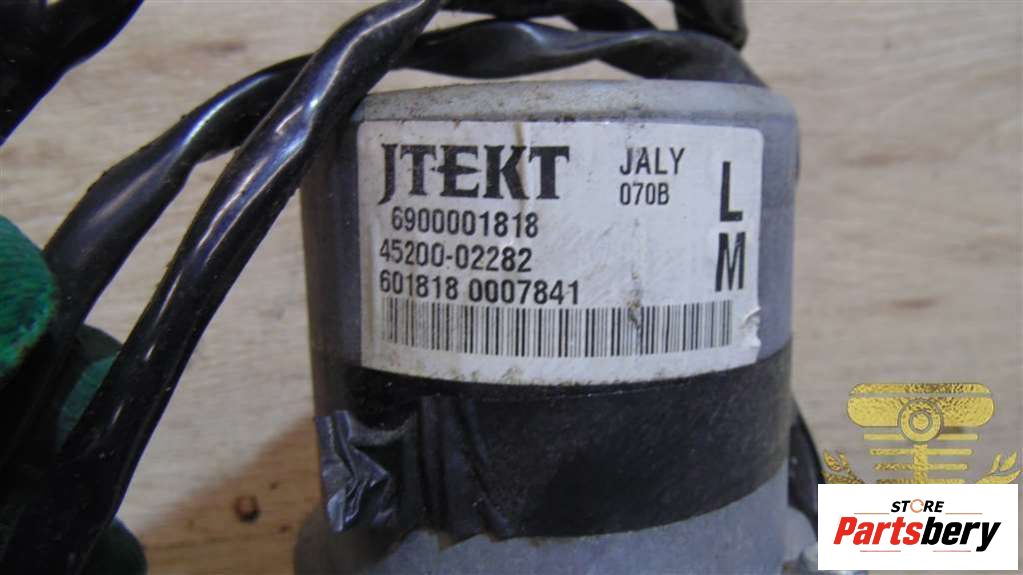 JTEKT
JALY
070B
L
M
6900001818
45200-02282
601818 0007841
STORE
Partsbery